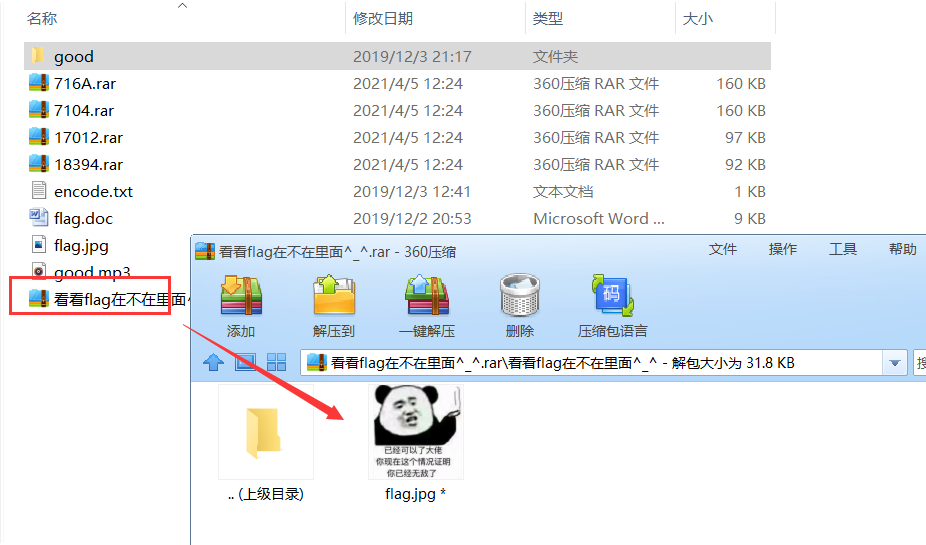 名称 修改日期 类型 大小
good 2019/12/3 21:17 文件夹
716A.rar 2021/4/5 12:24 360压缩 RAR 文件 160 KB
7104.rar 2021/4/5 12:24 360压缩 RAR 文件 160 KB
17012.rar 2021/4/5 12:24 360压缩 RAR 文件 97 KB
18394.rar 2021/4/5 12:24 360压缩 RAR 文件 92 KB
encode.txt 2019/12/3 12:41 文本文档 1 KB
flag.doc 2019/12/2 20:53 Microsoft Word ... 9 KB
flag.jpg
good.mp3
看看flag在不在里面^
看看flag在不在里面^_^.rar - 360压缩 文件 操作 工具 帮助
码
添加 解压到 一键解压 删除 压缩包语言
看看flag在不在里面^_^.rar\看看flag在不在里面^_^ - 解包大小为 31.8 KB 搜
已经可以了大佬
你现在这个情况证明
你已经无敌了
.. (上级目录) flag.jpg *